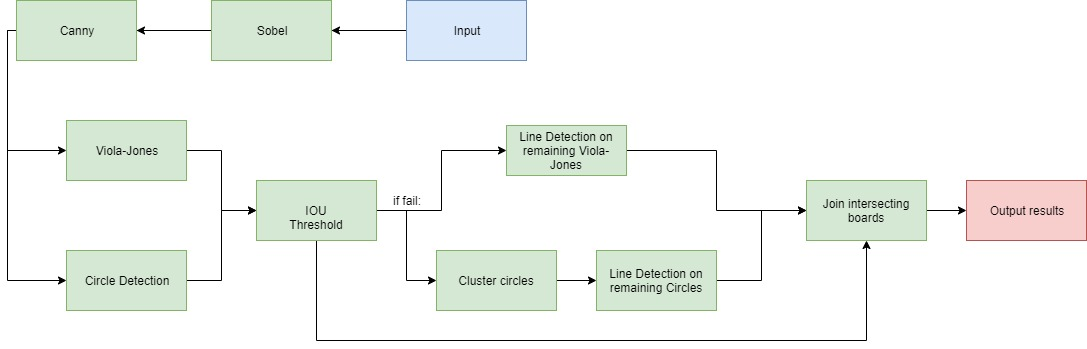 Canny
Sobel
Input
Viola-Jones
Circle Detection
IOU
Threshold
if fail:
Line Detection on
remaining Viola-
Jones
Cluster circles
Line Detection on
remaining Circles
Join intersecting
boards
Output results